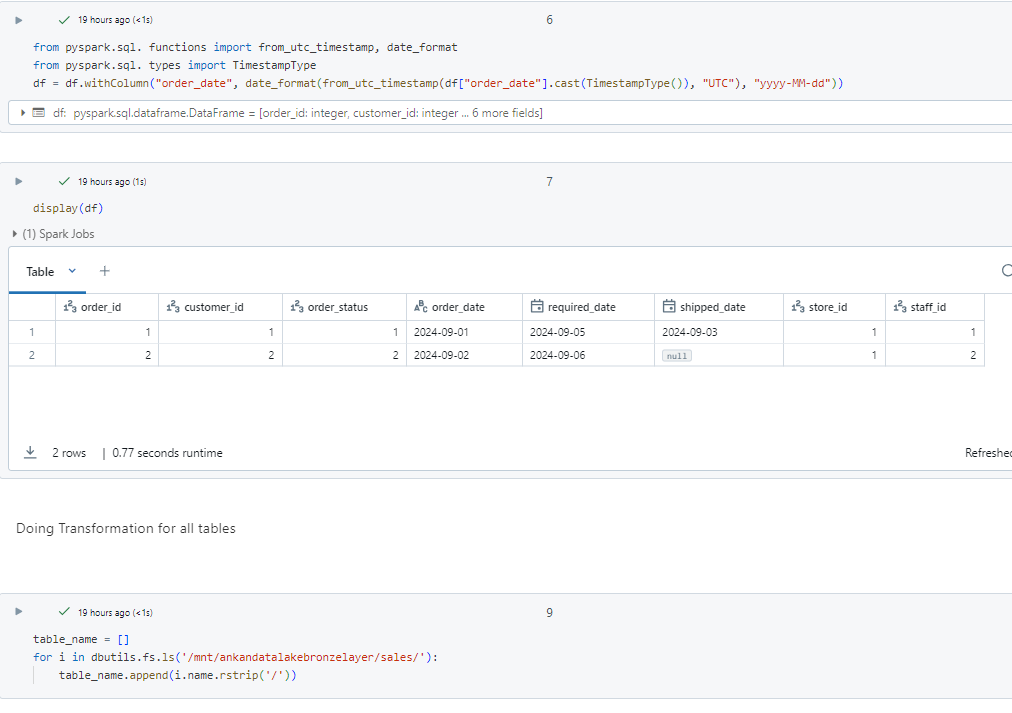 19 hours ago (<1s)
6
from pyspark.sql. functions import from_utc_timestamp, date_format
from pyspark.sql. types import TimestampType
df = df.withColumn("order_date", date_format(from_utc_timestamp(df["order_date"].cast(TimestampType()), "UTC"), "yyyy-MM-dd"))
df: pyspark.sql.dataframe.DataFrame = [order_id: integer, customer_id: integer ... 6 more fields]
19 hours ago (1s)
7
display(df)
(1) Spark Jobs
Table +
order_id customer_id order_status order_date required_date shipped_date store_id staff_id
1 1 1 1 2024-09-01 2024-09-05 2024-09-03 1 1
2 2 2 2 2024-09-02 2024-09-06 null 1 2
2 rows | 0.77 seconds runtime
Refreshed
Doing Transformation for all tables
19 hours ago (<1s)
9
table_name = []
for i in dbutils.fs.ls('/mnt/ankandatalakebronzelayer/sales/'):
table_name.append(i.name.rstrip('/'))